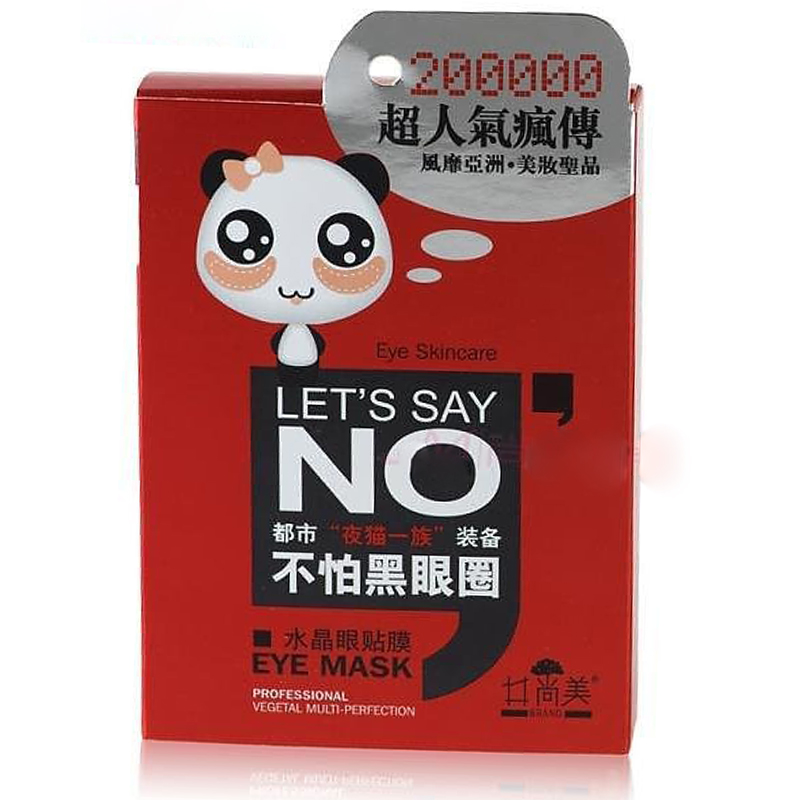 200000
超人氣瘋傳
風靡亞洲•美妝聖品
Eye Skincare
LET'S SAY
NO
都市“夜猫一族”装备
不怕黑眼圈
■ 水晶眼贴膜
EYE MASK
PROFESSIONAL
VEGETAL MULTI-PERFECTION
尚美®
BRAND